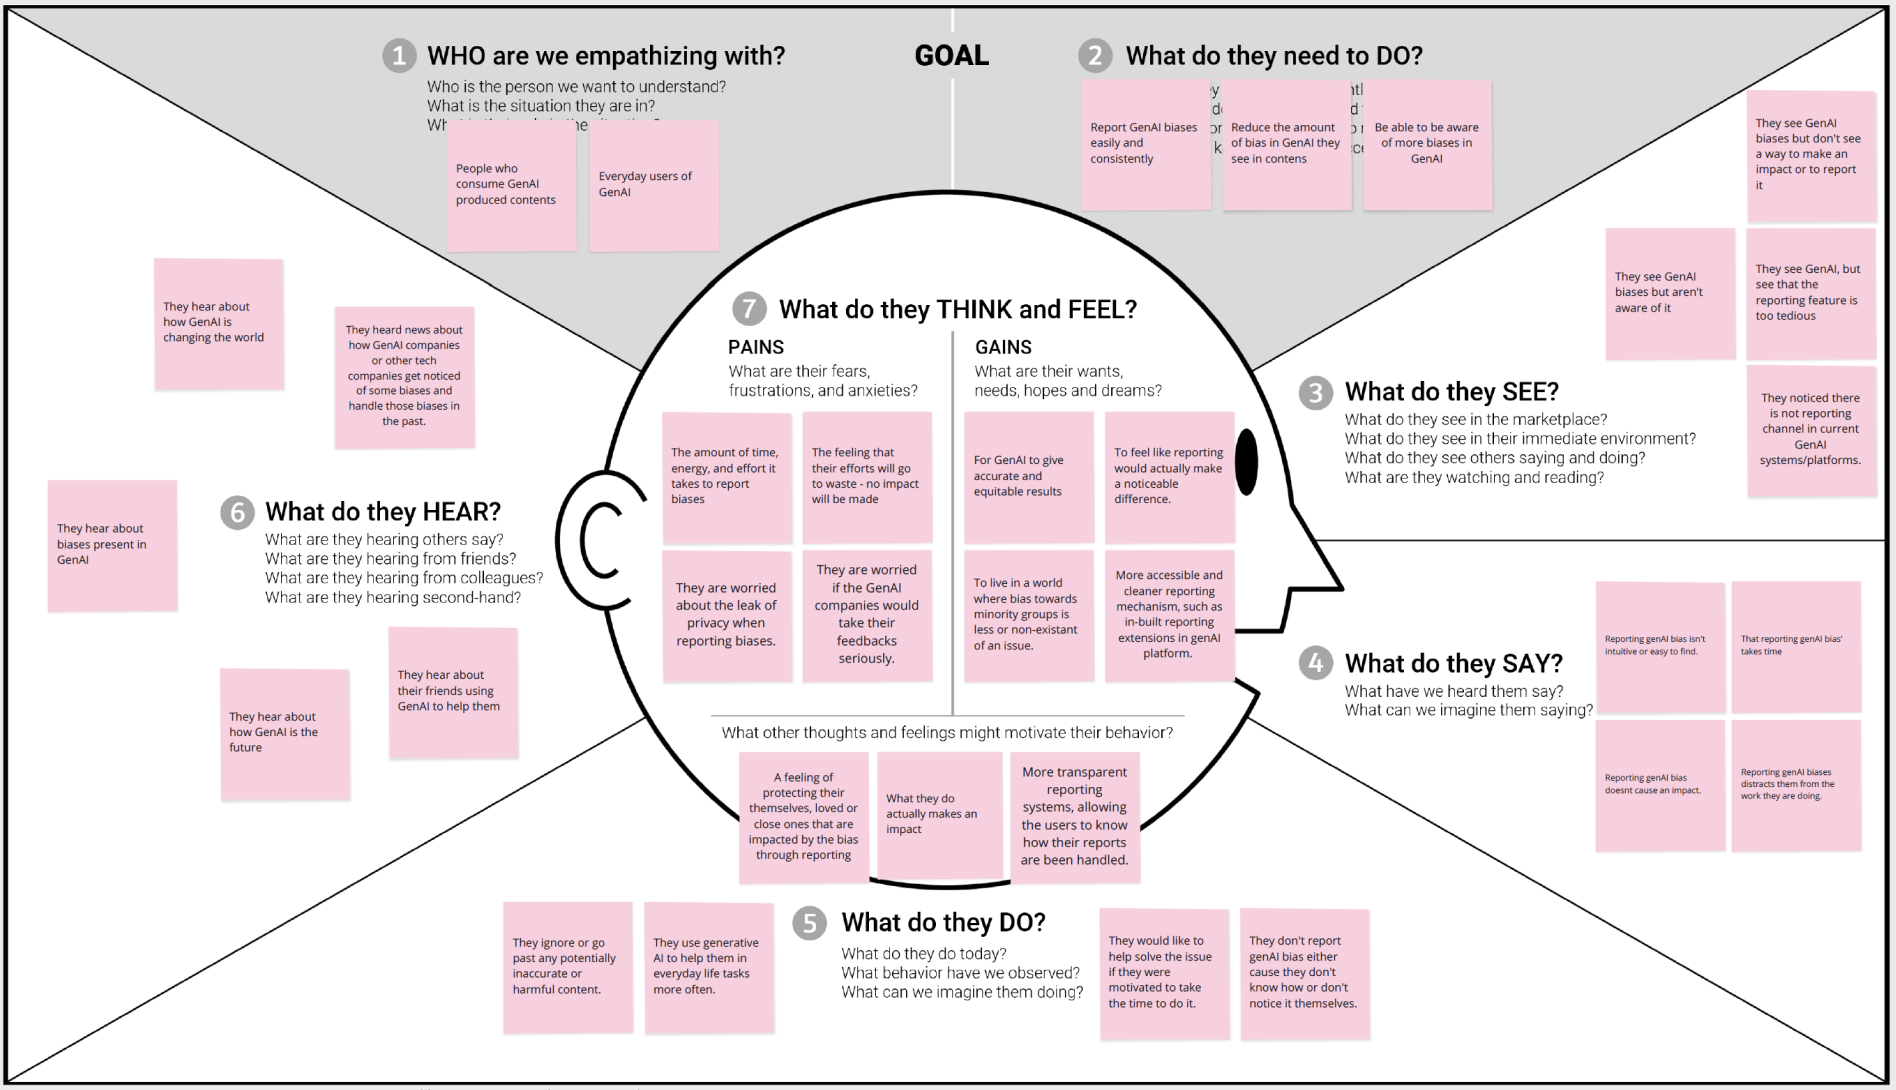 GOAL
1 WHO are we empathizing with?
Who is the person we want to understand?
What is the situation they are in?
People who
consume GenAI
produced contents
Everyday users of
GenAI
2 What do they need to DO?
Report GenAI biases
easily and
consistently
Reduce the amount
of bias in GenAI they
see in contens
Be able to be aware
of more biases in
GenAI
They see GenAI
biases but don't see
a way to make an
impact or to report
it
They see GenAI
biases but aren't
aware of it
They see GenAI, but
see that the
reporting feature is
too tedious
They noticed there
is not reporting
channel in current
GenAI
systems/platforms.
3 What do they SEE?
What do they see in the marketplace?
What do they see in their immediate environment?
What do they see others saying and doing?
What are they watching and reading?
4 What do they SAY?
What have we heard them say?
What can we imagine them saying?
Reporting genAI bias isn't
intuitive or easy to find.
That reporting genAI bias'
takes time
Reporting genAI bias
doesnt cause an impact.
Reporting genAI biases
distracts them from the
work they are doing.
5 What do they DO?
What do they do today?
What behavior have we observed?
What can we imagine them doing?
They ignore or go
past any potentially
inaccurate or
harmful content.
They use generative
AI to help them in
everyday life tasks
more often.
They would like to
help solve the issue
if they were
motivated to take
the time to do it.
They don't report
genAI bias either
cause they don't
know how or don't
notice it themselves.
6 What do they HEAR?
What are they hearing others say?
What are they hearing from friends?
What are they hearing from colleagues?
What are they hearing second-hand?
They hear about
how GenAI is
changing the world
They heard news about
how GenAI companies
or other tech
companies get noticed
of some biases and
handle those biases in
the past.
They hear about
biases present in
GenAI
They hear about
how GenAI is the
future
They hear about
their friends using
GenAI to help them
7 What do they THINK and FEEL?
PAINS
What are their fears,
frustrations, and anxieties?
The amount of time,
energy, and effort it
takes to report
biases
The feeling that
their efforts will go
to waste - no impact
will be made
They are worried
about the leak of
privacy when
reporting biases.
They are worried
if the GenAI
companies would
take their
feedbacks
seriously.
GAINS
What are their wants,
needs, hopes and dreams?
For GenAI to give
accurate and
equitable results
To feel like reporting
would actually make
a noticeable
difference.
To live in a world
where bias towards
minority groups is
less or non-existant
of an issue.
More accessible and
cleaner reporting
mechanism, such as
in-built reporting
extensions in genAI
platform.
What other thoughts and feelings might motivate their behavior?
A feeling of
protecting their
themselves, loved or
close ones that are
impacted by the bias
through reporting
What they do
actually makes an
impact
More transparent
reporting
systems, allowing
the users to know
how their reports
are been handled.